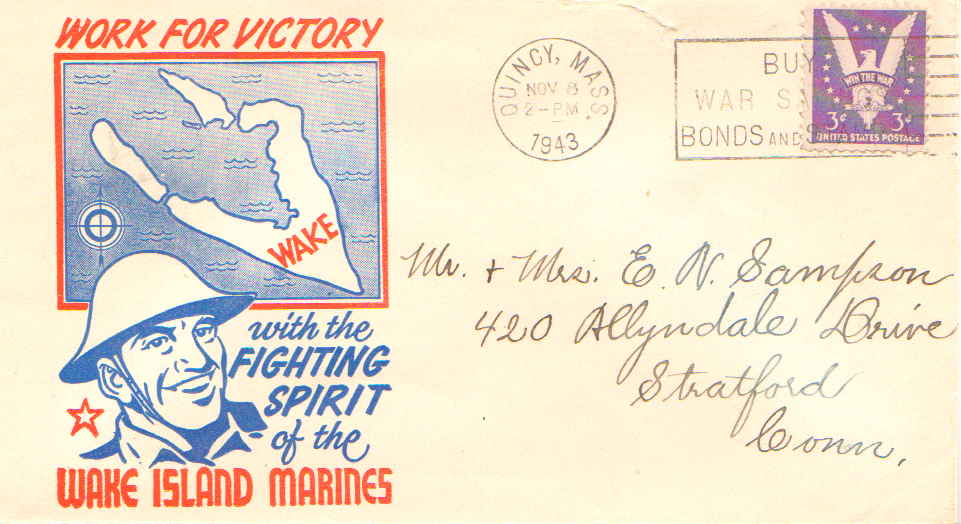 WORK FOR VICTORY
WAKE
with the
FIGHTING
SPIRIT
of the
WAKE ISLAND MARINES
QUINCY, MASS.
NOV 8
2-PM
1943
BUY
WAR S
BONDS AND S
WIN THE WAR
3¢ 3¢
UNITED STATES POSTAGE
Mr. + Mrs. E. N. Sampson
420 Allyndale Drive
Stratford
Conn.